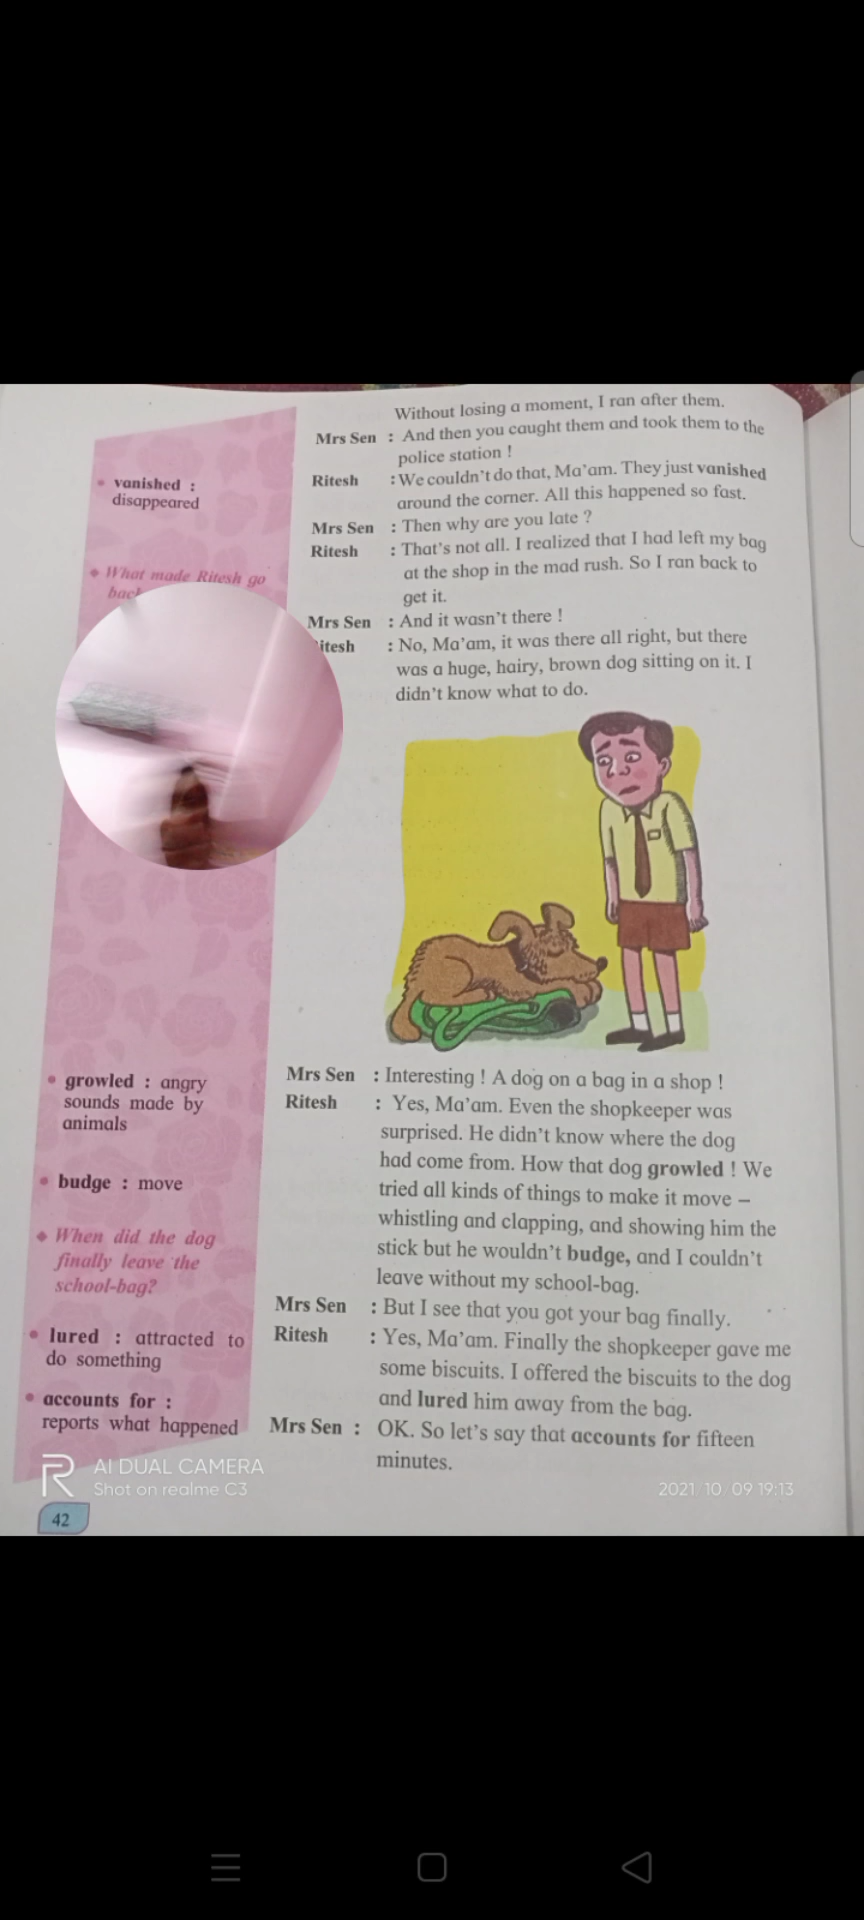 Without losing a moment, I ran after them.
Mrs Sen : And then you caught them and took them to the
police station !
Ritesh : We couldn't do that, Ma'am. They just vanished
around the corner. All this happened so fast.
Mrs Sen : Then why are you late ?
Ritesh : That's not all. I realized that I had left my bag
at the shop in the mad rush. So I ran back to
get it.
Mrs Sen : And it wasn't there !
itesh : No, Ma'am, it was there all right, but there
was a huge, hairy, brown dog sitting on it. I
didn't know what to do.
vanished :
disappeared
What made Ritesh go
Mrs Sen : Interesting ! A dog on a bag in a shop !
Ritesh : Yes, Ma'am. Even the shopkeeper was
surprised. He didn't know where the dog
had come from. How that dog growled ! We
tried all kinds of things to make it move –
whistling and clapping, and showing him the
stick but he wouldn't budge, and I couldn't
leave without my school-bag.
Mrs Sen : But I see that you got your bag finally.
Ritesh : Yes, Ma'am. Finally the shopkeeper gave me
some biscuits. I offered the biscuits to the dog
and lured him away from the bag.
Mrs Sen : OK. So let's say that accounts for fifteen
minutes.
growled : angry
sounds made by
animals
budge : move
When did the dog
finally leave the
school-bag?
lured : attracted to
do something
accounts for :
reports what happened
AI DUAL CAMERA
Shot on realme C3
2021/10/09 19:13
42